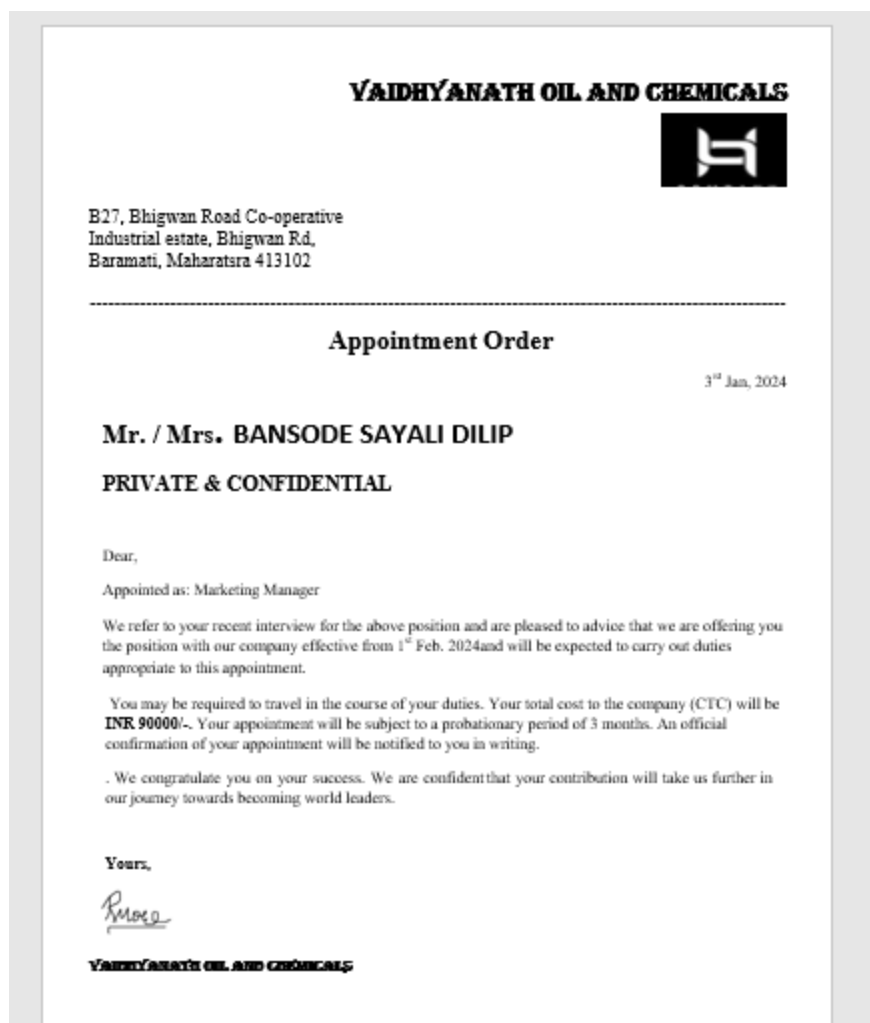 VAIDHYANATH OIL AND CHEMICALS
B27, Bhigwan Road Co-operative
Industrial estate, Bhigwan Rd,
Baramati, Maharatsra 413102
Appointment Order
3rd Jan, 2024
Mr. / Mrs. BANSODE SAYALI DILIP
PRIVATE & CONFIDENTIAL
Dear,
Appointed as: Marketing Manager
We refer to your recent interview for the above position and are pleased to advice that we are offering you
the position with our company effective from 1st Feb. 2024and will be expected to carry out duties
appropriate to this appointment.
You may be required to travel in the course of your duties. Your total cost to the company (CTC) will be
INR 90000/-. Your appointment will be subject to a probationary period of 3 months. An official
confirmation of your appointment will be notified to you in writing.
. We congratulate you on your success. We are confident that your contribution will take us further in
our journey towards becoming world leaders.
Yours,
VAIDHYANATH OIL AND CHEMICALS